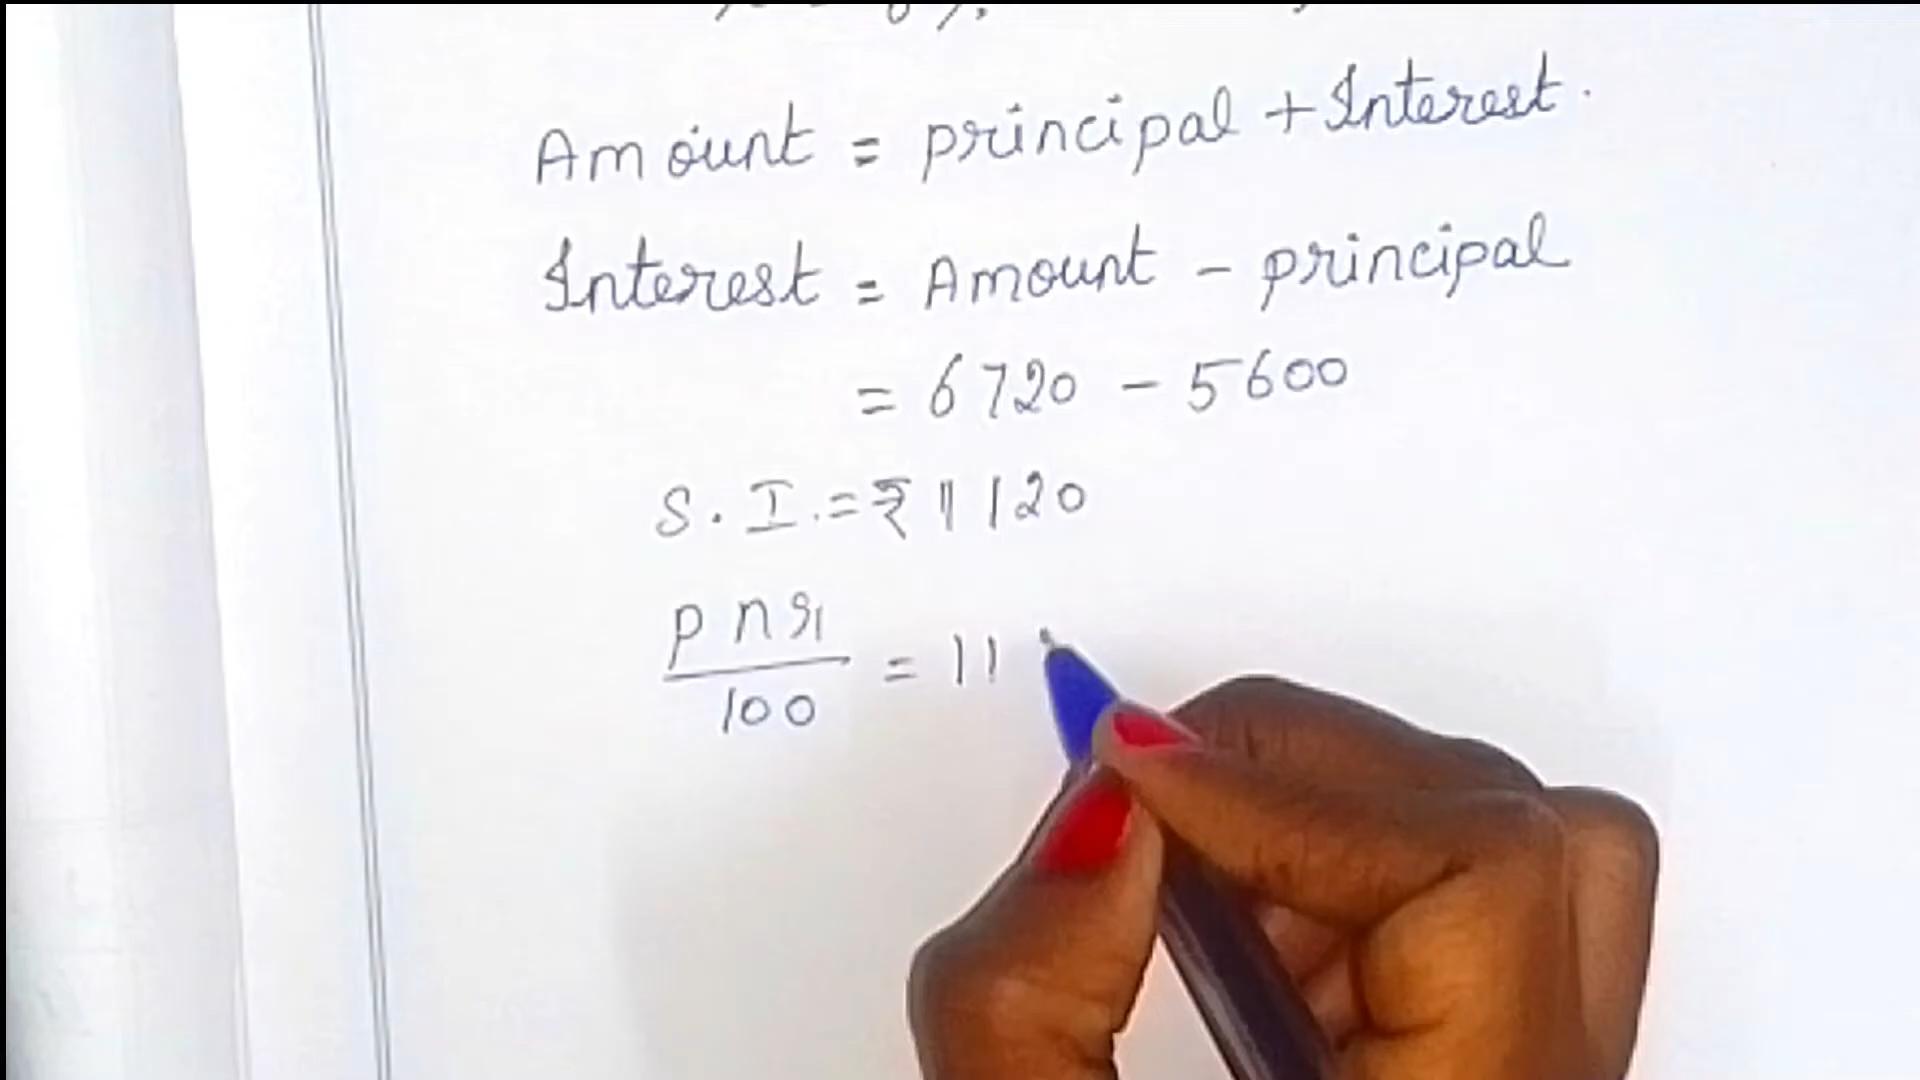 Amount = principal + Interest.
Interest = Amount - principal
= 6720 - 5600
S.I. = ₹ 1120
pnr/100 = 11